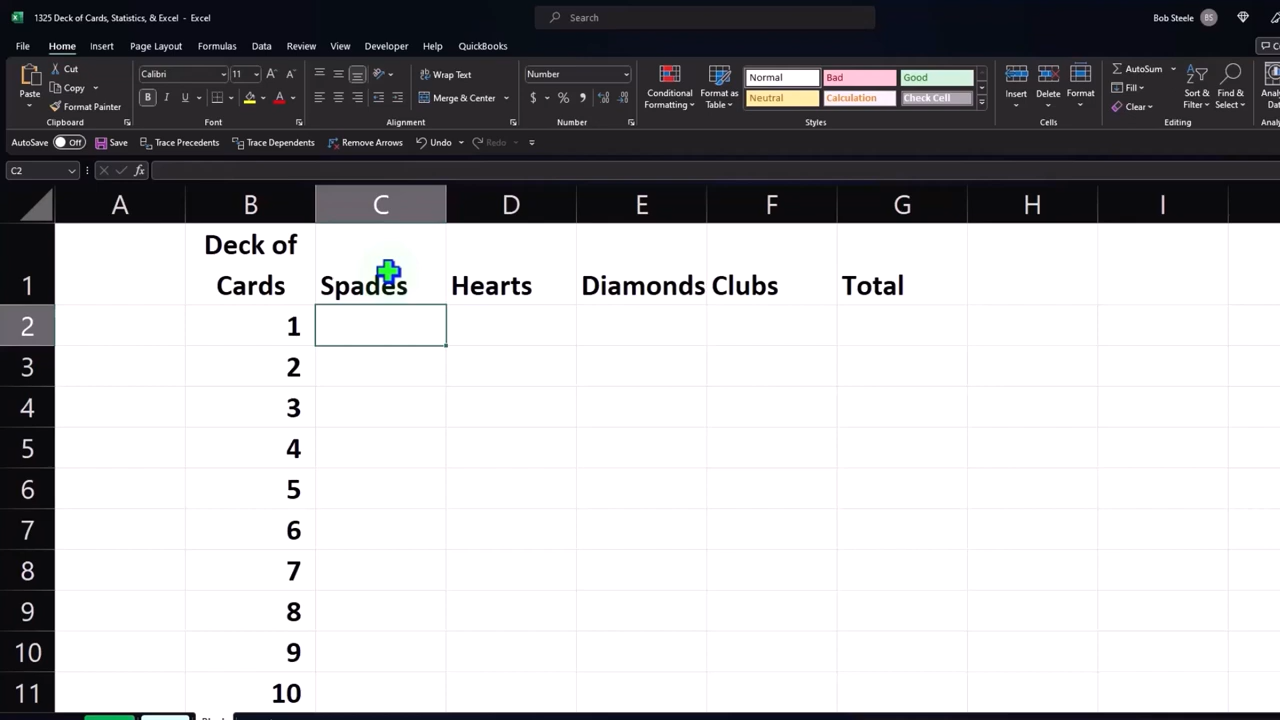 1325 Deck of Cards, Statistics, & Excel - Excel
Search
Bob Steele
BS
File Home Insert Page Layout Formulas Data Review View Developer Help QuickBooks
Paste
Cut
Copy
Format Painter
Clipboard
Calibri 11
Font
Wrap Text
Merge & Center
Alignment
Number
Number
Conditional
Formatting
Format as
Table
Normal Bad Good
Neutral Calculation Check Cell
Styles
Insert Delete Format
Cells
AutoSum
Fill
Clear
Sort &
Filter
Find &
Select
Editing
AutoSave Off Save Trace Precedents Trace Dependents Remove Arrows Undo Redo
C2
A B C D E F G H I
Deck of
Cards
1 Spades Hearts Diamonds Clubs Total
2 1
3 2
4 3
5 4
6 5
7 6
8 7
9 8
10 9
11 10